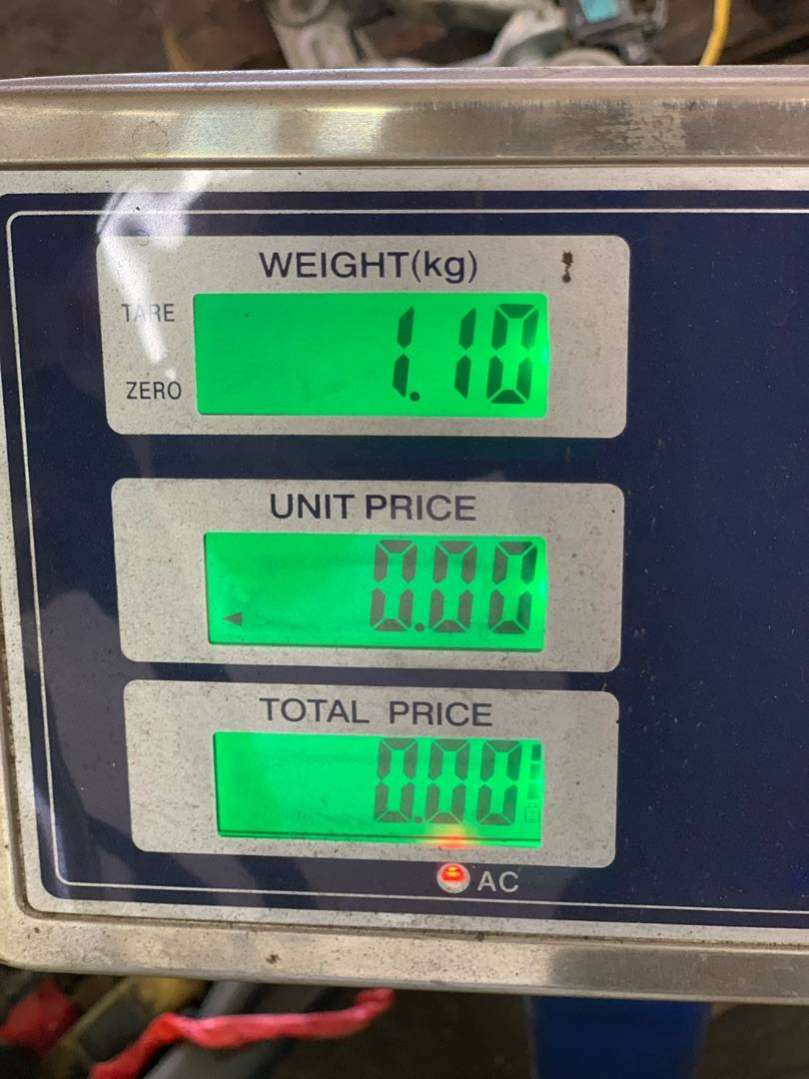 WEIGHT(kg)
TARE
1.10
ZERO
UNIT PRICE
0.00
TOTAL PRICE
0.00
AC